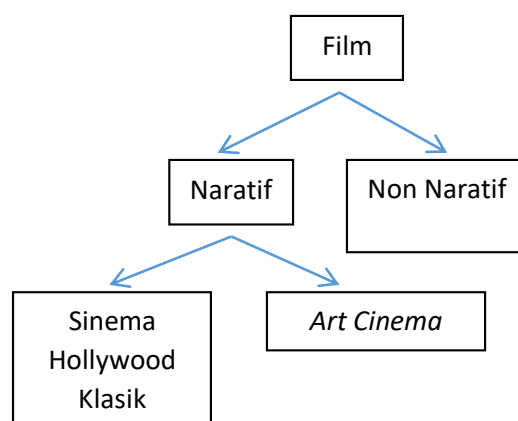 Film
Naratif
Non Naratif
Sinema
Hollywood
Klasik
Art Cinema